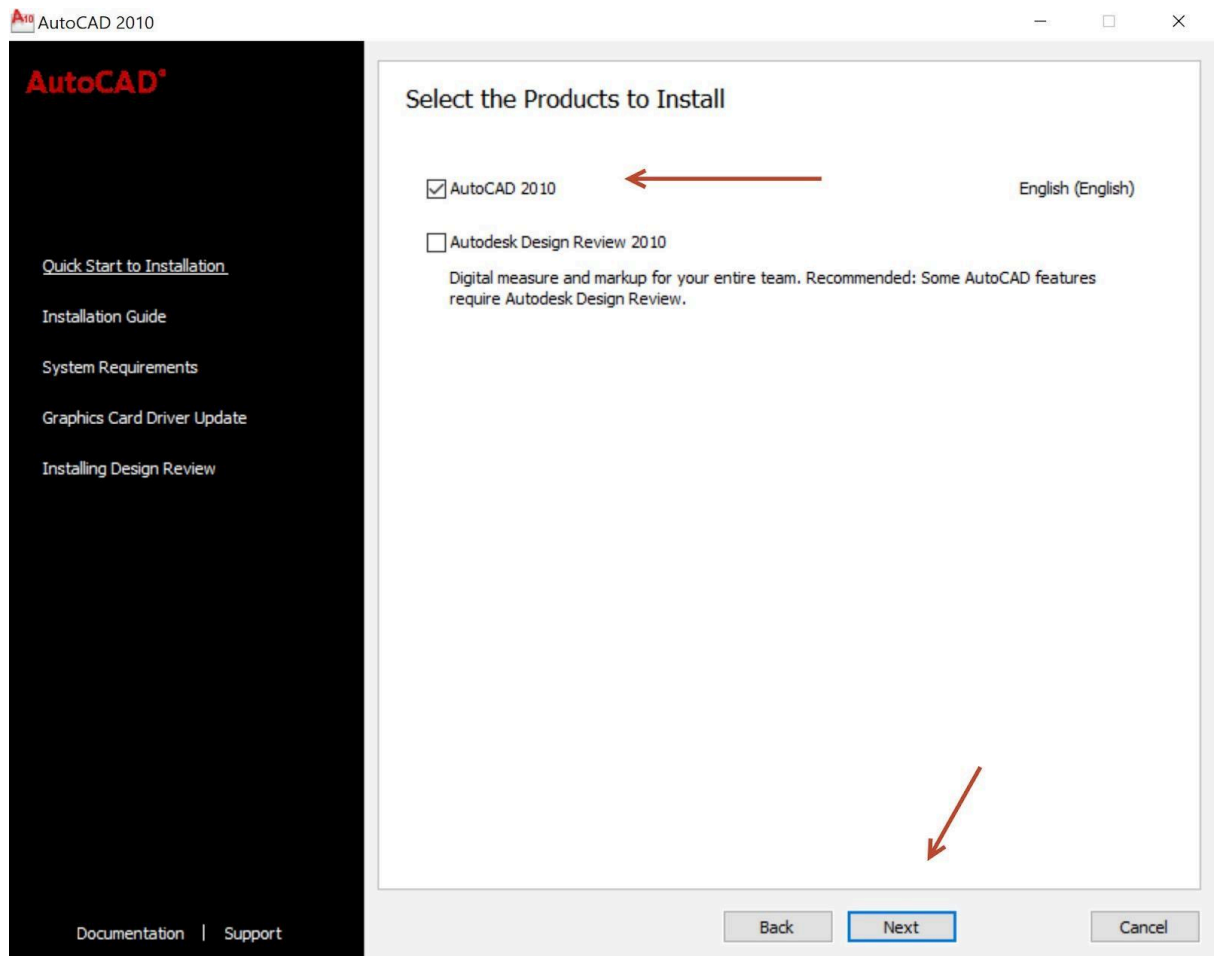 A10 AutoCAD 2010
AutoCAD®
Quick Start to Installation
Installation Guide
System Requirements
Graphics Card Driver Update
Installing Design Review
Documentation | Support
Select the Products to Install
AutoCAD 2010
English (English)
Autodesk Design Review 2010
Digital measure and markup for your entire team. Recommended: Some AutoCAD features
require Autodesk Design Review.
Back
Next
Cancel